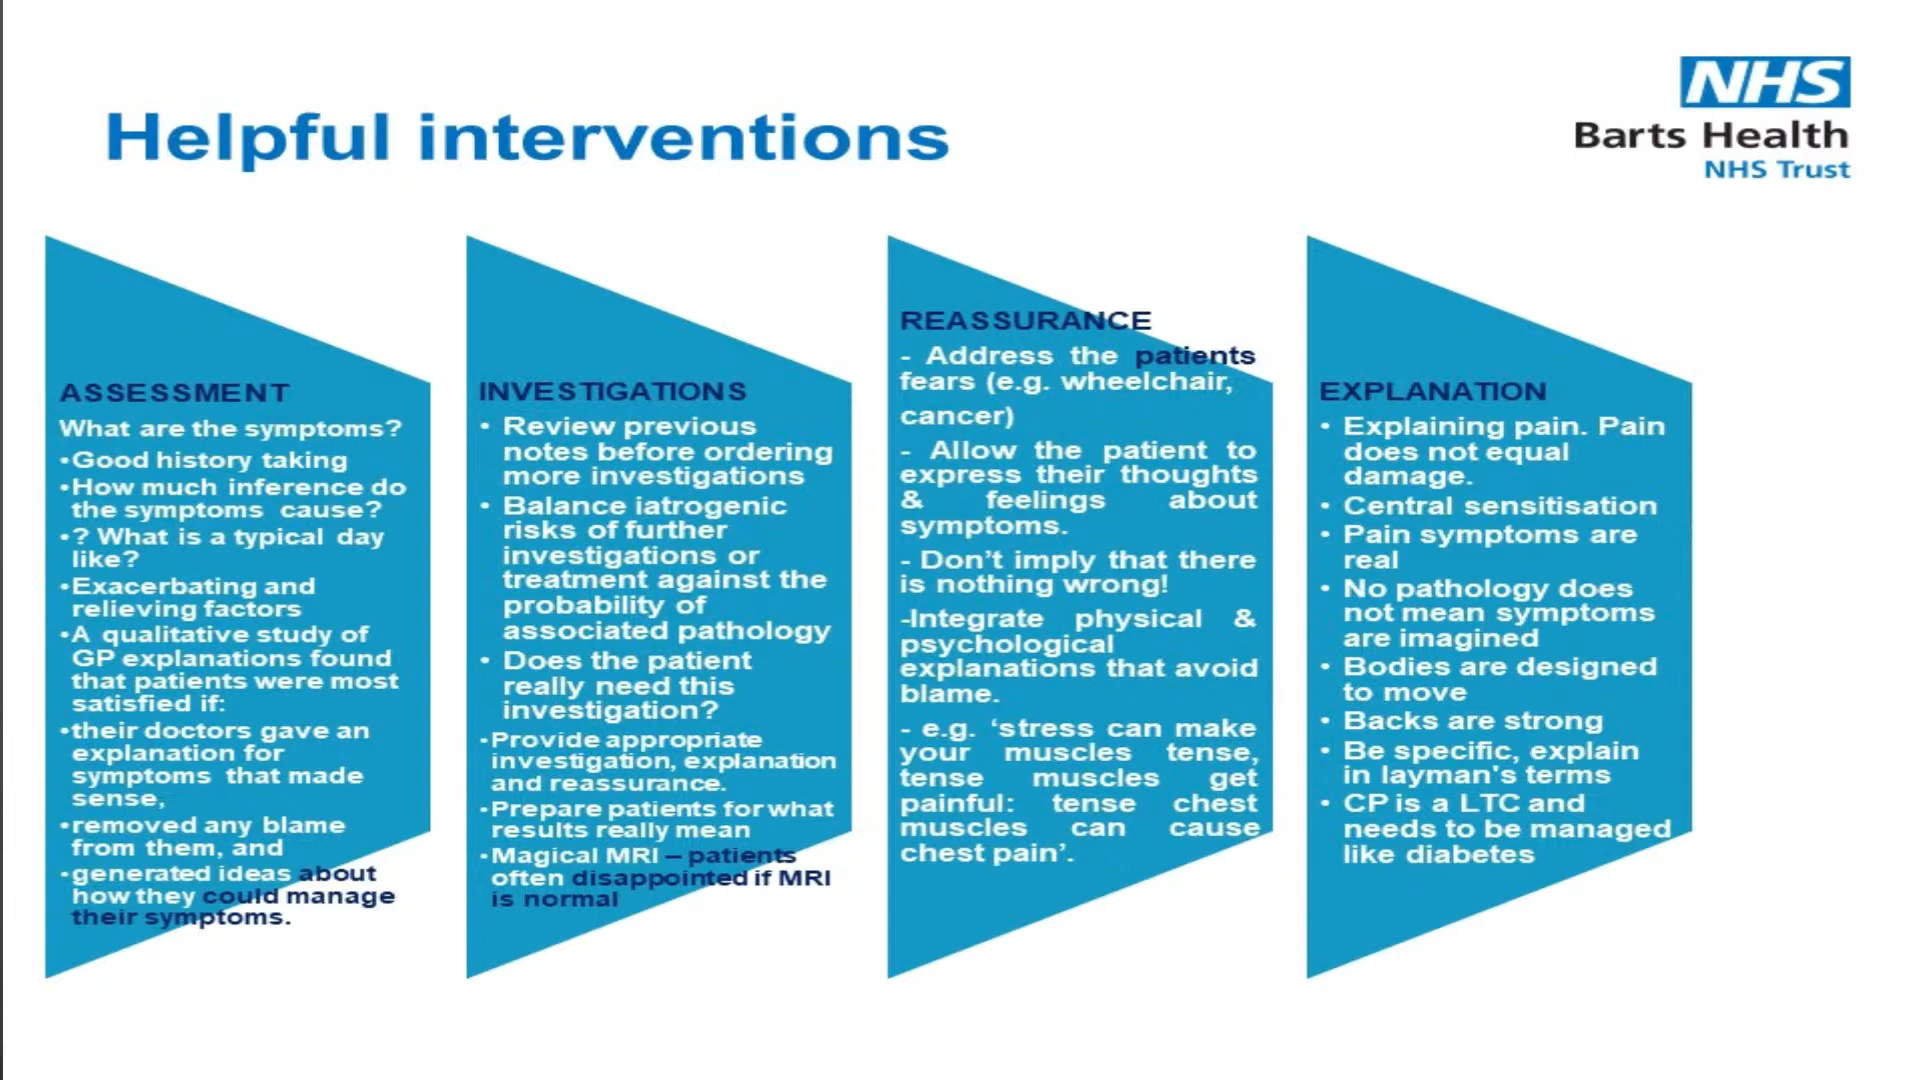 Helpful interventions
NHS
Barts Health
NHS Trust
ASSESSMENT
What are the symptoms?
•Good history taking
•How much inference do
the symptoms cause?
•? What is a typical day
like?
•Exacerbating and
relieving factors
•A qualitative study of
GP explanations found
that patients were most
satisfied if:
•their doctors gave an
explanation for
symptoms that made
sense,
•removed any blame
from them, and
•generated ideas about
how they could manage
their symptoms.
INVESTIGATIONS
• Review previous
notes before ordering
more investigations
• Balance iatrogenic
risks of further
investigations or
treatment against the
probability of
associated pathology
• Does the patient
really need this
investigation?
•Provide appropriate
investigation, explanation
and reassurance.
•Prepare patients for what
results really mean
•Magical MRI – patients
often disappointed if MRI
is normal
REASSURANCE
- Address the patients
fears (e.g. wheelchair,
cancer)
- Allow the patient to
express their thoughts
& feelings about
symptoms.
- Don’t imply that there
is nothing wrong!
-Integrate physical &
psychological
explanations that avoid
blame.
- e.g. ‘stress can make
your muscles tense,
tense muscles get
painful: tense chest
muscles can cause
chest pain’.
EXPLANATION
• Explaining pain. Pain
does not equal
damage.
• Central sensitisation
• Pain symptoms are
real
• No pathology does
not mean symptoms
are imagined
• Bodies are designed
to move
• Backs are strong
• Be specific, explain
in layman's terms
• CP is a LTC and
needs to be managed
like diabetes